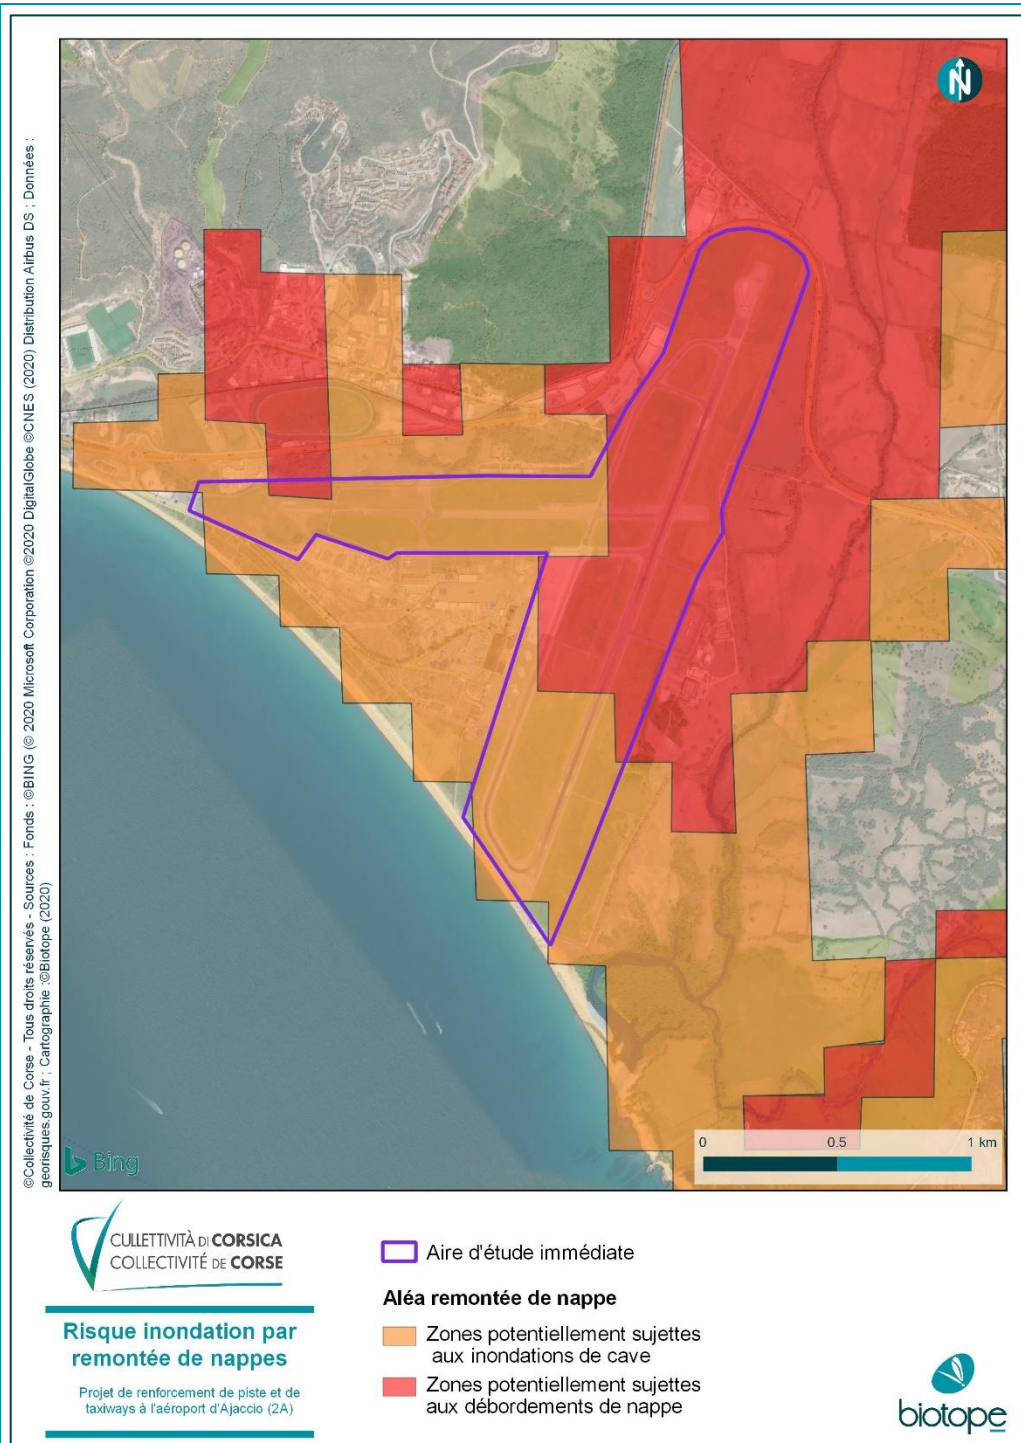 N
©Collectivité de Corse - Tous droits réservés - Sources : Fonds : ©BING (© 2020 Microsoft Corporation ©2020 DigitalGlobe ©CNES (2020) Distribution Airbus DS ; Données :
georisques.gouv.fr ; Cartographie :©Biotope (2020)
Bing
0 0.5 1 km
CULLETTIVITÀ DI CORSICA
COLLECTIVITÉ DE CORSE
Risque inondation par
remontée de nappes
Projet de renforcement de piste et de
taxiways à l'aéroport d'Ajaccio (2A)
Aire d'étude immédiate
Aléa remontée de nappe
Zones potentiellement sujettes
aux inondations de cave
Zones potentiellement sujettes
aux débordements de nappe
biotope